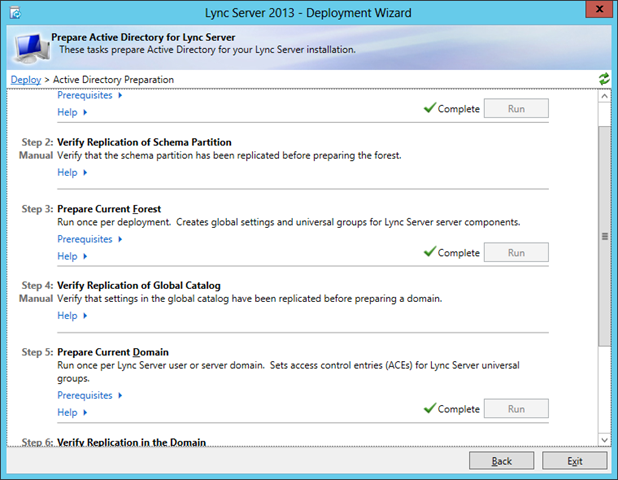 Lync Server 2013 - Deployment Wizard
X
Prepare Active Directory for Lync Server
These tasks prepare Active Directory for your Lync Server installation.
Deploy > Active Directory Preparation
Prerequisites
Help
Complete Run
Step 2: Verify Replication of Schema Partition
Manual Verify that the schema partition has been replicated before preparing the forest.
Help
Step 3: Prepare Current Forest
Run once per deployment. Creates global settings and universal groups for Lync Server server components.
Prerequisites
Help
Complete Run
Step 4: Verify Replication of Global Catalog
Manual Verify that settings in the global catalog have been replicated before preparing a domain.
Help
Step 5: Prepare Current Domain
Run once per Lync Server user or server domain. Sets access control entries (ACEs) for Lync Server universal
groups.
Prerequisites
Help
Complete Run
Step 6: Verify Replication in the Domain
Back Exit